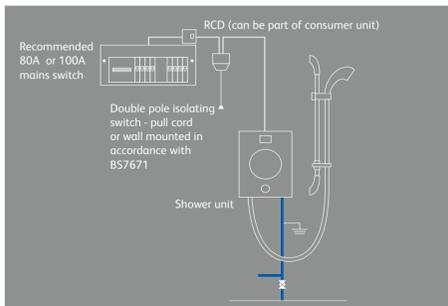 RCD (can be part of consumer unit)
Recommended
80A or 100A
mains switch
Double pole isolating
switch - pull cord
or wall mounted in
accordance with
BS7671
Shower unit